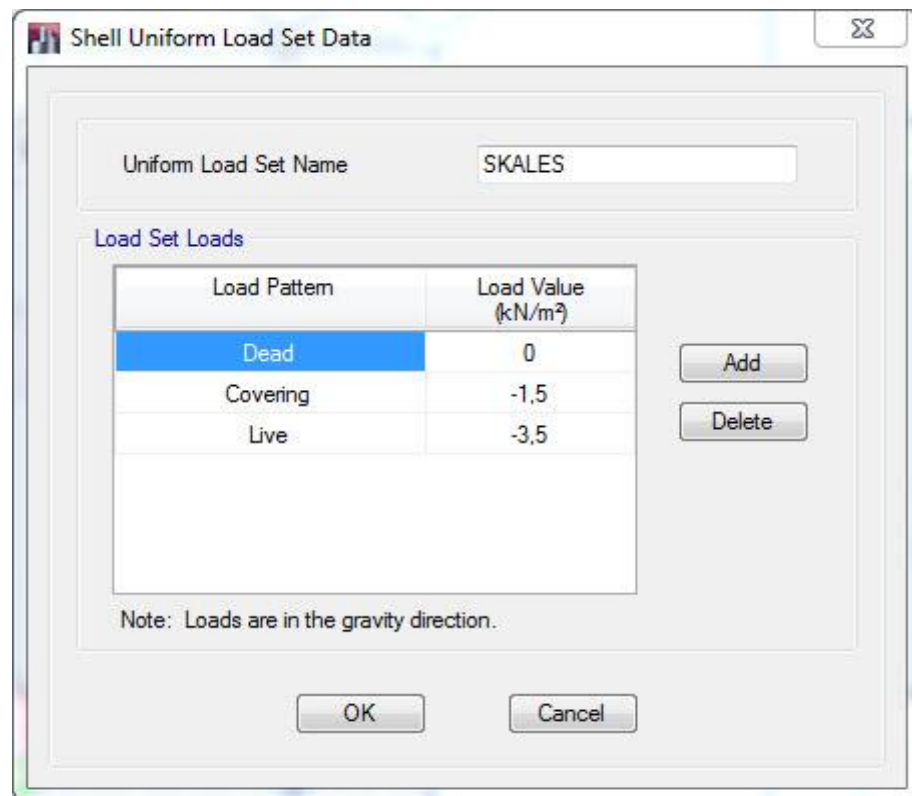 Shell Uniform Load Set Data
Uniform Load Set Name SKALES
Load Set Loads
Load Pattern Load Value (kN/m²)
Dead 0
Covering -1,5
Live -3,5
Add
Delete
Note: Loads are in the gravity direction.
OK Cancel